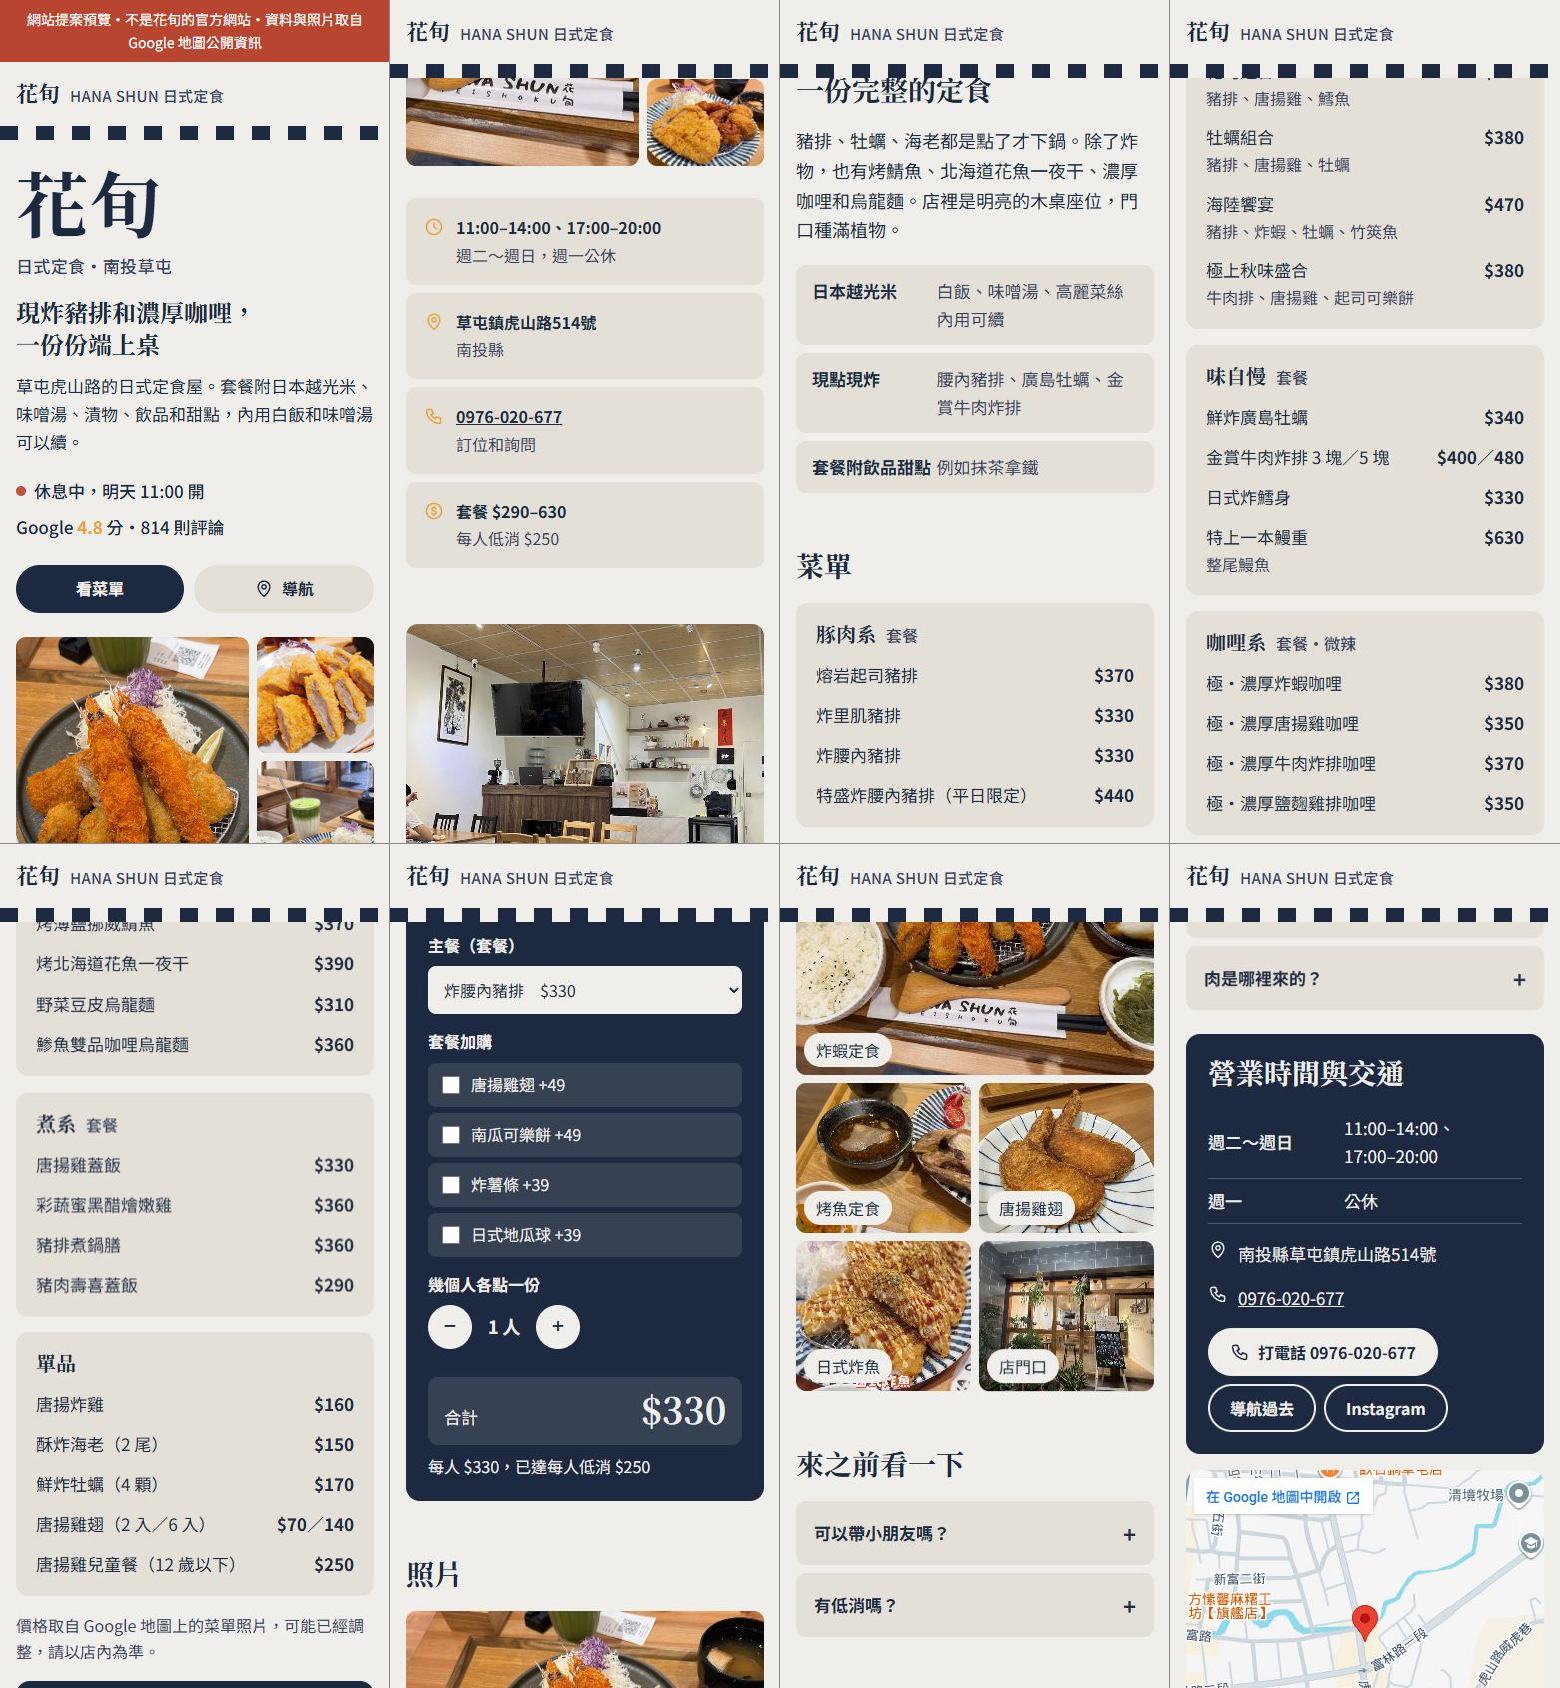 網站提案預覽・不是花旬的官方網站・資料與照片取自
Google 地圖公開資訊
花旬 HANA SHUN 日式定食
花旬
日式定食・南投草屯
現炸豬排和濃厚咖哩，
一份份端上桌
草屯虎山路的日式定食屋。套餐附日本越光米、
味噌湯、漬物、飲品和甜點，內用白飯和味噌湯
可以續。
休息中，明天 11:00 開
Google 4.8 分・814 則評論
看菜單
導航
花旬 HANA SHUN 日式定食
HANA SHUN 花旬
TEISHOKU
11:00–14:00、17:00–20:00
週二～週日，週一公休
草屯鎮虎山路514號
南投縣
0976-020-677
訂位和詢問
套餐 $290–630
每人低消 $250
花旬 HANA SHUN 日式定食
一份完整的定食
豬排、牡蠣、海老都是點了才下鍋。除了炸
物，也有烤鯖魚、北海道花魚一夜干、濃厚
咖哩和烏龍麵。店裡是明亮的木桌座位，門
口種滿植物。
日本越光米 白飯、味噌湯、高麗菜絲
內用可續
現點現炸 腰內豬排、廣島牡蠣、金
賞牛肉炸排
套餐附飲品甜點 例如抹茶拿鐵
菜單
豚肉系 套餐
熔岩起司豬排 $370
炸里肌豬排 $330
炸腰內豬排 $330
特盛炸腰內豬排（平日限定） $440
花旬 HANA SHUN 日式定食
豬排、唐揚雞、鱈魚
牡蠣組合 $380
豬排、唐揚雞、牡蠣
海陸饗宴 $470
豬排、炸蝦、牡蠣、竹筴魚
極上秋味盛合 $380
牛肉排、唐揚雞、起司可樂餅
味自慢 套餐
鮮炸廣島牡蠣 $340
金賞牛肉炸排 3 塊／5 塊 $400／480
日式炸鱈身 $330
特上一本鰻重 $630
整尾鰻魚
咖哩系 套餐・微辣
極・濃厚炸蝦咖哩 $380
極・濃厚唐揚雞咖哩 $350
極・濃厚牛肉炸排咖哩 $370
極・濃厚鹽麴雞排咖哩 $350
花旬 HANA SHUN 日式定食
烤薄鹽挪威鯖魚 $370
烤北海道花魚一夜干 $390
野菜豆皮烏龍麵 $310
鰺魚雙品咖哩烏龍麵 $360
煮系 套餐
唐揚雞蓋飯 $330
彩蔬蜜黑醋燴嫩雞 $360
豬排煮鍋膳 $360
豬肉壽喜蓋飯 $290
單品
唐揚炸雞 $160
酥炸海老（2 尾） $150
鮮炸牡蠣（4 顆） $170
唐揚雞翅（2 入／6 入） $70／140
唐揚雞兒童餐（12 歲以下） $250
價格取自 Google 地圖上的菜單照片，可能已經調
整，請以店內為準。
花旬 HANA SHUN 日式定食
主餐（套餐）
炸腰內豬排 $330
套餐加購
唐揚雞翅 +49
南瓜可樂餅 +49
炸薯條 +39
日式地瓜球 +39
幾個人各點一份
− 1 人 +
合計 $330
每人 $330，已達每人低消 $250
照片
花旬 HANA SHUN 日式定食
HANA SHUN 花旬
TEISHOKU
炸蝦定食
烤魚定食
唐揚雞翅
日式炸魚
店門口
來之前看一下
可以帶小朋友嗎？ +
有低消嗎？ +
花旬 HANA SHUN 日式定食
肉是哪裡來的？ +
營業時間與交通
週二～週日 11:00–14:00、
17:00–20:00
週一 公休
南投縣草屯鎮虎山路514號
0976-020-677
打電話 0976-020-677
導航過去
Instagram
在 Google 地圖中開啟
清境牧場
新富二街
方愫馨麻糬工
坊【旗艦店】
富路
富林路一段
虎山路威虎巷